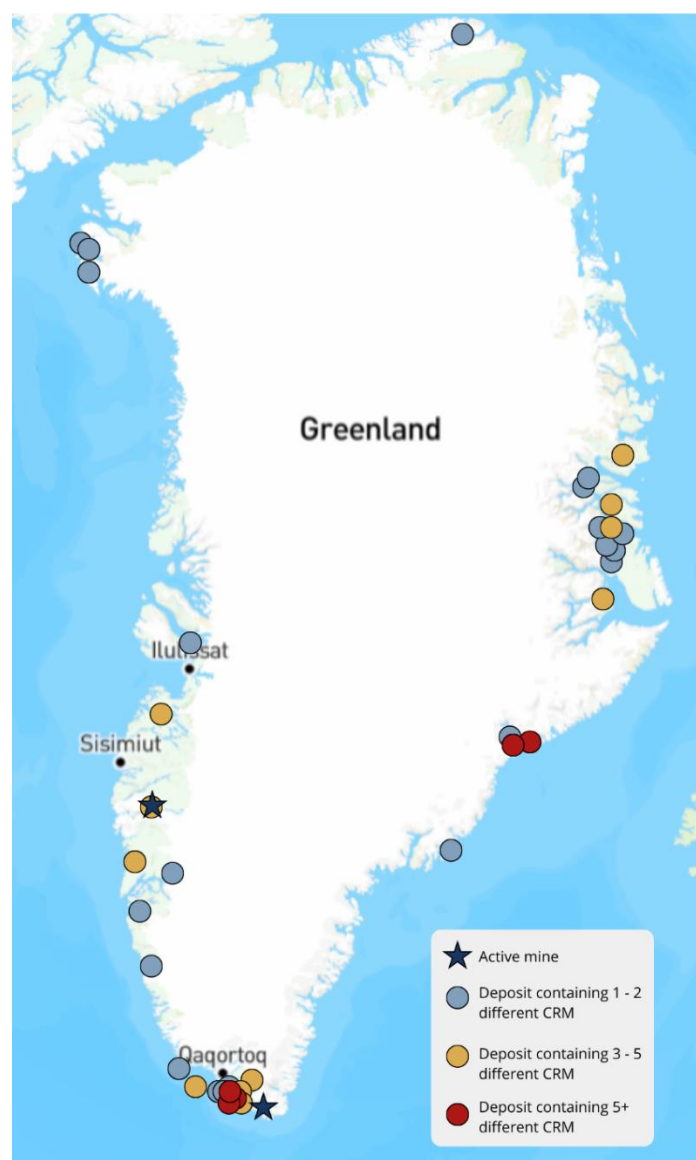 Greenland
Ilulissat
Sisimiut
Qaqortoq
Active mine
Deposit containing 1 - 2
different CRM
Deposit containing 3 - 5
different CRM
Deposit containing 5+
different CRM